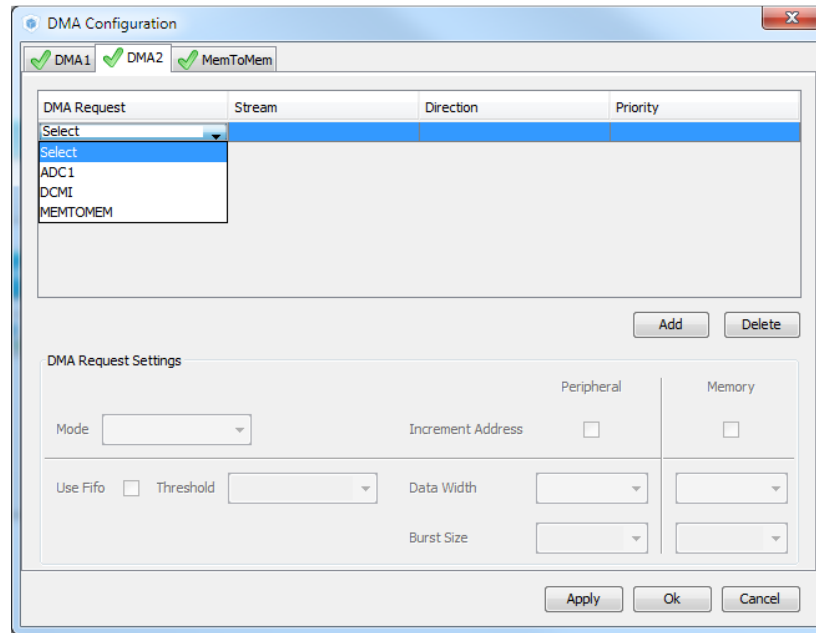 DMA Configuration
DMA1 DMA2 MemToMem
DMA Request Stream Direction Priority
Select
Select
ADC1
DCMI
MEMTOMEM
Add Delete
DMA Request Settings
Peripheral Memory
Mode Increment Address
Use Fifo Threshold Data Width
Burst Size
Apply Ok Cancel